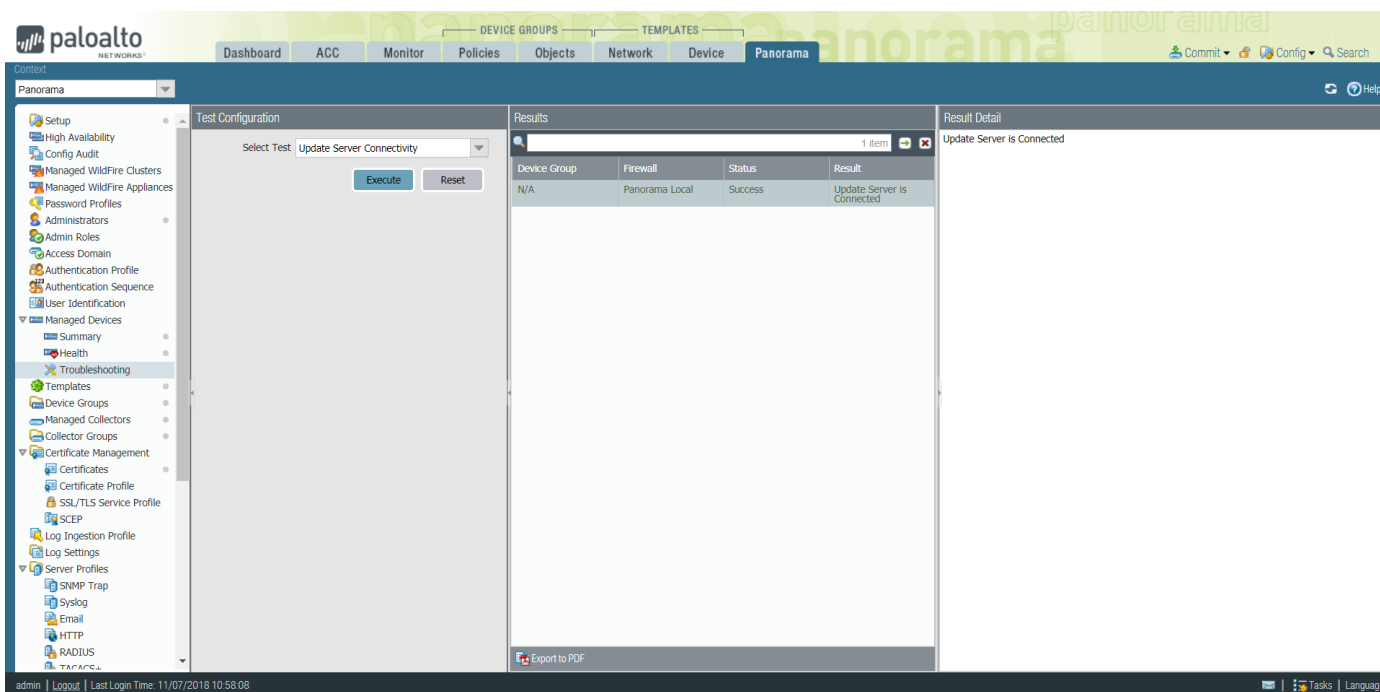 paloalto
NETWORKS
DEVICE GROUPS
TEMPLATES
Dashboard ACC Monitor Policies Objects Network Device Panorama
panorama
Commit Config Search
Context
Panorama
Help
Setup
High Availability
Config Audit
Managed WildFire Clusters
Managed WildFire Appliances
Password Profiles
Administrators
Admin Roles
Access Domain
Authentication Profile
Authentication Sequence
User Identification
Managed Devices
Summary
Health
Troubleshooting
Templates
Device Groups
Managed Collectors
Collector Groups
Certificate Management
Certificates
Certificate Profile
SSL/TLS Service Profile
SCEP
Log Ingestion Profile
Log Settings
Server Profiles
SNMP Trap
Syslog
Email
HTTP
RADIUS
TACACS+
Test Configuration
Select Test Update Server Connectivity
Execute Reset
Results
1 item
Device Group Firewall Status Result
N/A Panorama Local Success Update Server is
Connected
Export to PDF
Result Detail
Update Server is Connected
admin | Logout | Last Login Time: 11/07/2018 10:58:08
Tasks | Languag